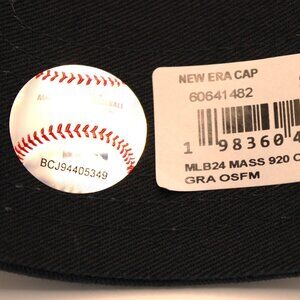 BCJ94405349
NEW ERA CAP
60641482
1 98360 4
MLB24 MASS 920 C
GRA OSFM